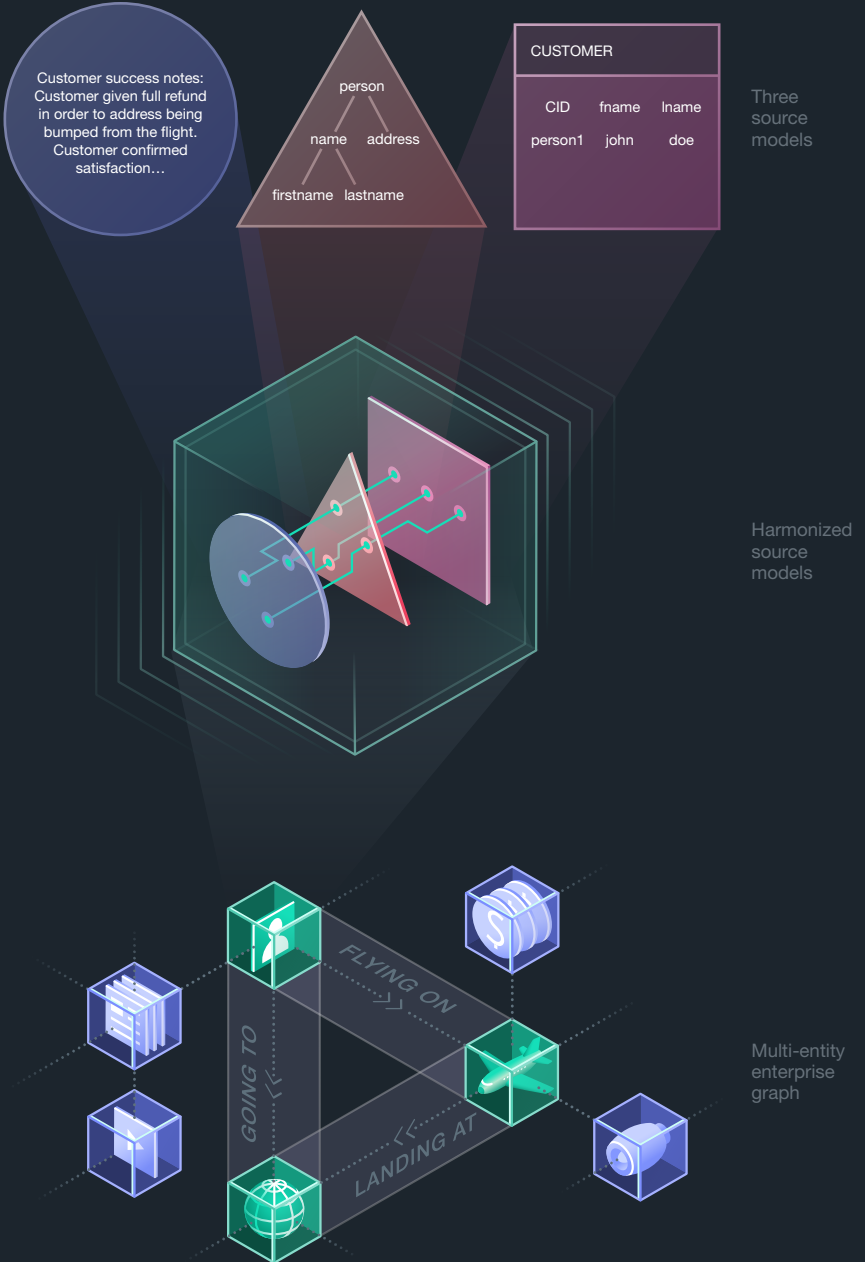 Customer success notes:
Customer given full refund
in order to address being
bumped from the flight.
Customer confirmed
satisfaction…
person
name address
firstname lastname
CUSTOMER
CID fname lname
person1 john doe
Three
source
models
Harmonized
source
models
FLYING ON
GOING TO
LANDING AT
$
Multi-entity
enterprise
graph